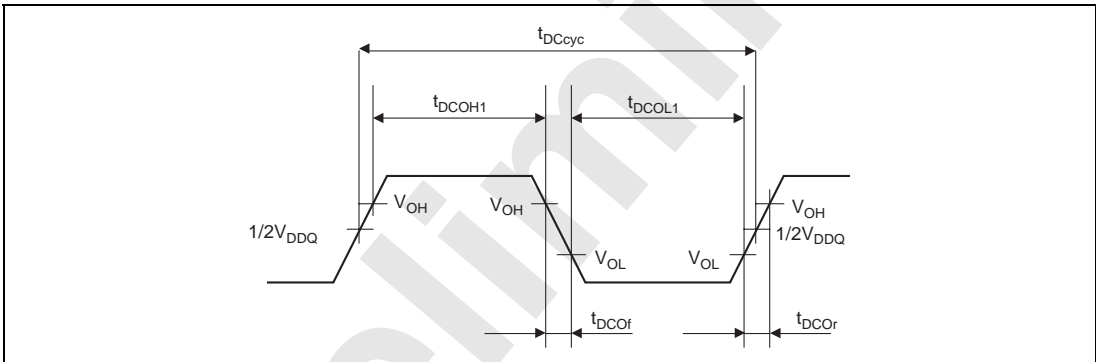 tDCcyc
tDCOH1 tDCOL1
VOH VOH VOH
1/2VDDQ 1/2VDDQ
VOL VOL
tDCOf tDCOr